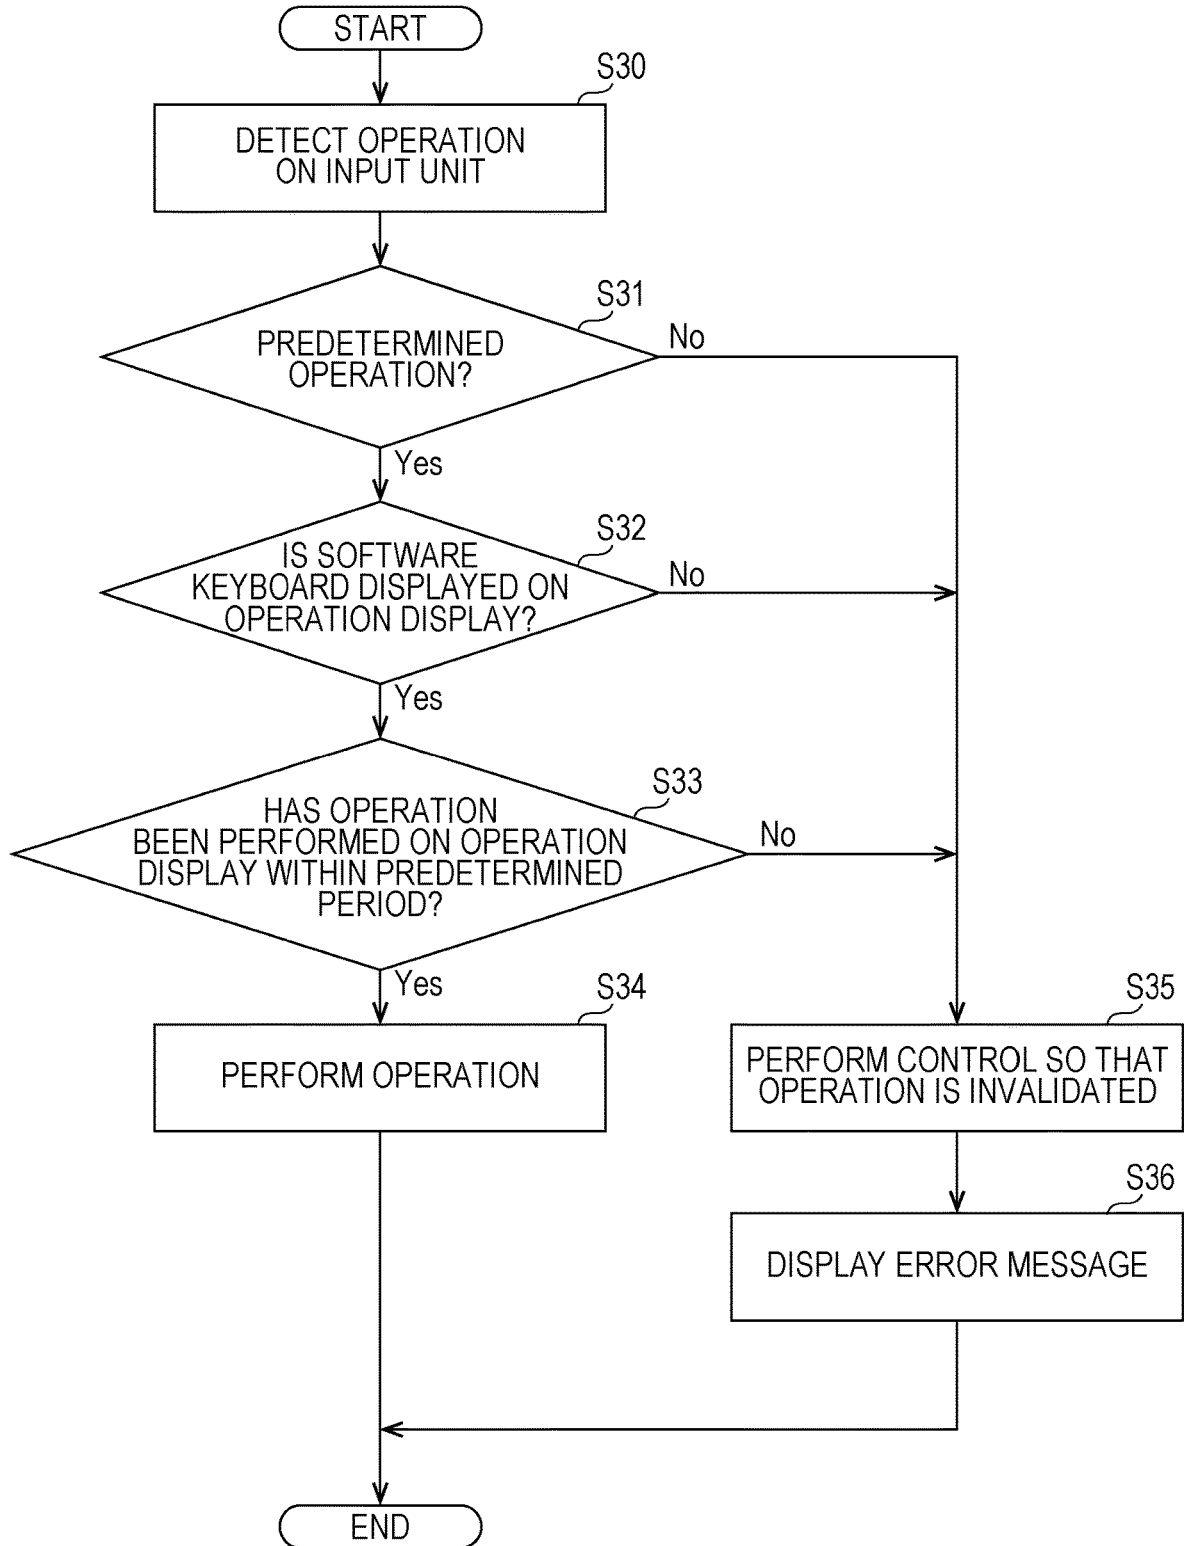 START
S30
DETECT OPERATION
ON INPUT UNIT
S31
PREDETERMINED
OPERATION?
No
Yes
S32
IS SOFTWARE
KEYBOARD DISPLAYED ON
OPERATION DISPLAY?
No
Yes
S33
HAS OPERATION
BEEN PERFORMED ON OPERATION
DISPLAY WITHIN PREDETERMINED
PERIOD?
No
Yes
S34
PERFORM OPERATION
S35
PERFORM CONTROL SO THAT
OPERATION IS INVALIDATED
S36
DISPLAY ERROR MESSAGE
END